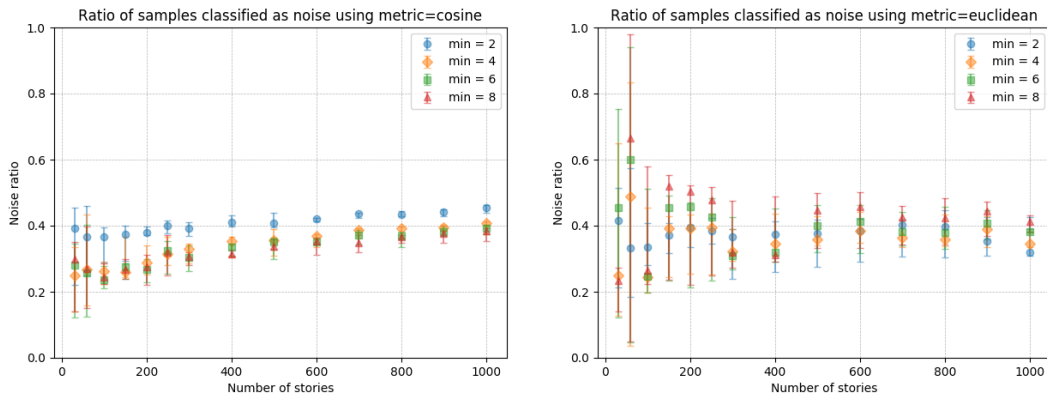 Ratio of samples classified as noise using metric=cosine
1.0
0.8
0.6
0.4
0.2
0.0
Noise ratio
min = 2
min = 4
min = 6
min = 8
0
200
400
600
800
1000
Number of stories
Ratio of samples classified as noise using metric=euclidean
1.0
0.8
0.6
0.4
0.2
0.0
Noise ratio
min = 2
min = 4
min = 6
min = 8
0
200
400
600
800
1000
Number of stories